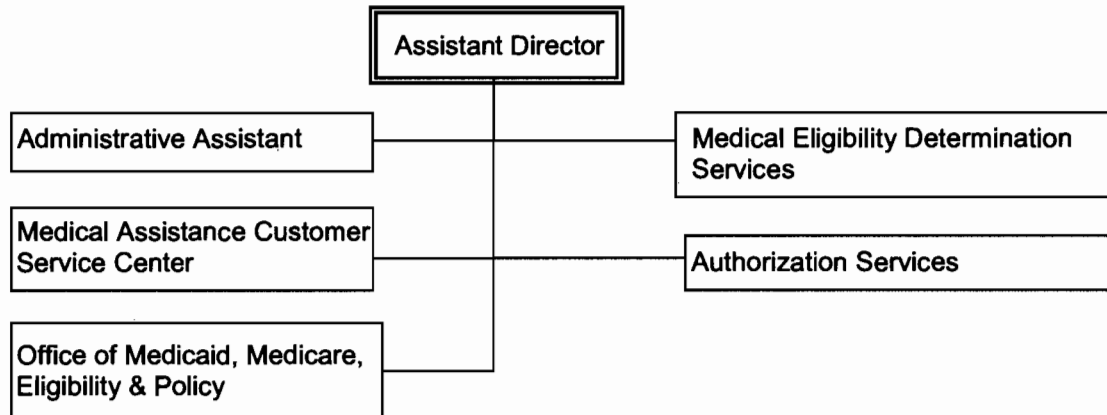 Assistant Director
Administrative Assistant
Medical Eligibility Determination
Services
Medical Assistance Customer
Service Center
Authorization Services
Office of Medicaid, Medicare,
Eligibility & Policy